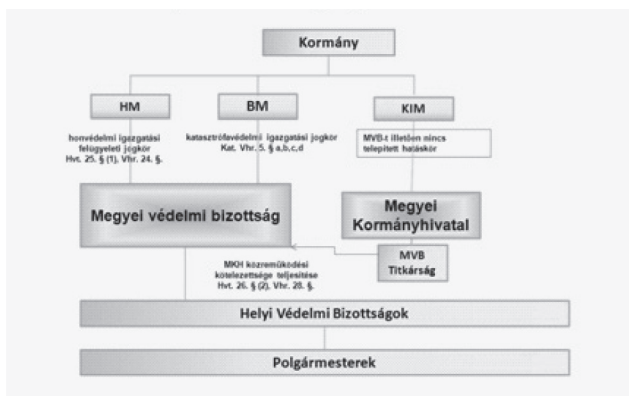 Kormány
HM
BM
KIM
honvédelmi igazgatási
felügyeleti jogkör
Hvt. 25. § (1), Vhr. 24. §.
katasztrófavédelmi igazgatási jogkör
Kat. Vhr. 5. § a,b,c,d
MVB-t illetően nincs
telepített hatáskör
Megyei védelmi bizottság
Megyei
Kormányhivatal
MVB
Titkárság
MKH közreműködési
kötelezettsége teljesítése
Hvt. 26. § (2), Vhr. 28. §.
Helyi Védelmi Bizottságok
Polgármesterek